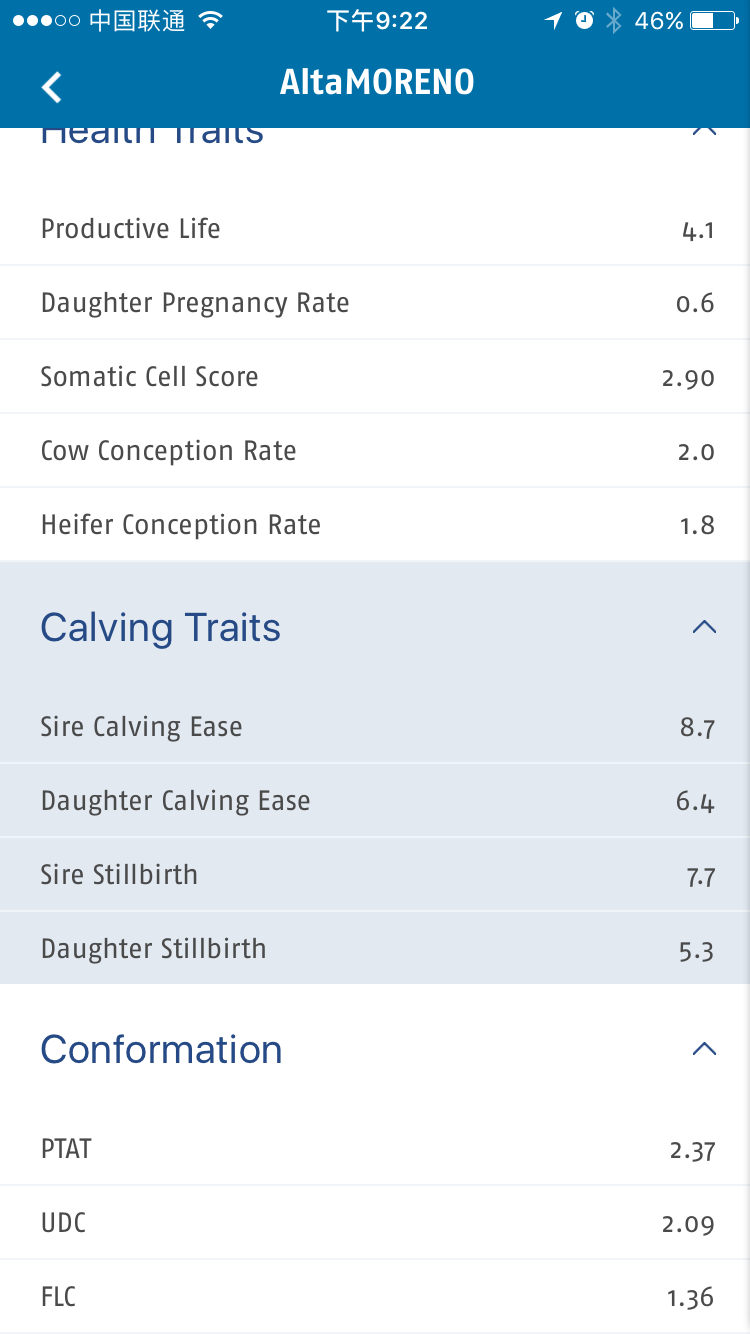 中国联通 下午9:22 46%
AltaMORENO
Health Traits
Productive Life 4.1
Daughter Pregnancy Rate 0.6
Somatic Cell Score 2.90
Cow Conception Rate 2.0
Heifer Conception Rate 1.8
Calving Traits
Sire Calving Ease 8.7
Daughter Calving Ease 6.4
Sire Stillbirth 7.7
Daughter Stillbirth 5.3
Conformation
PTAT 2.37
UDC 2.09
FLC 1.36